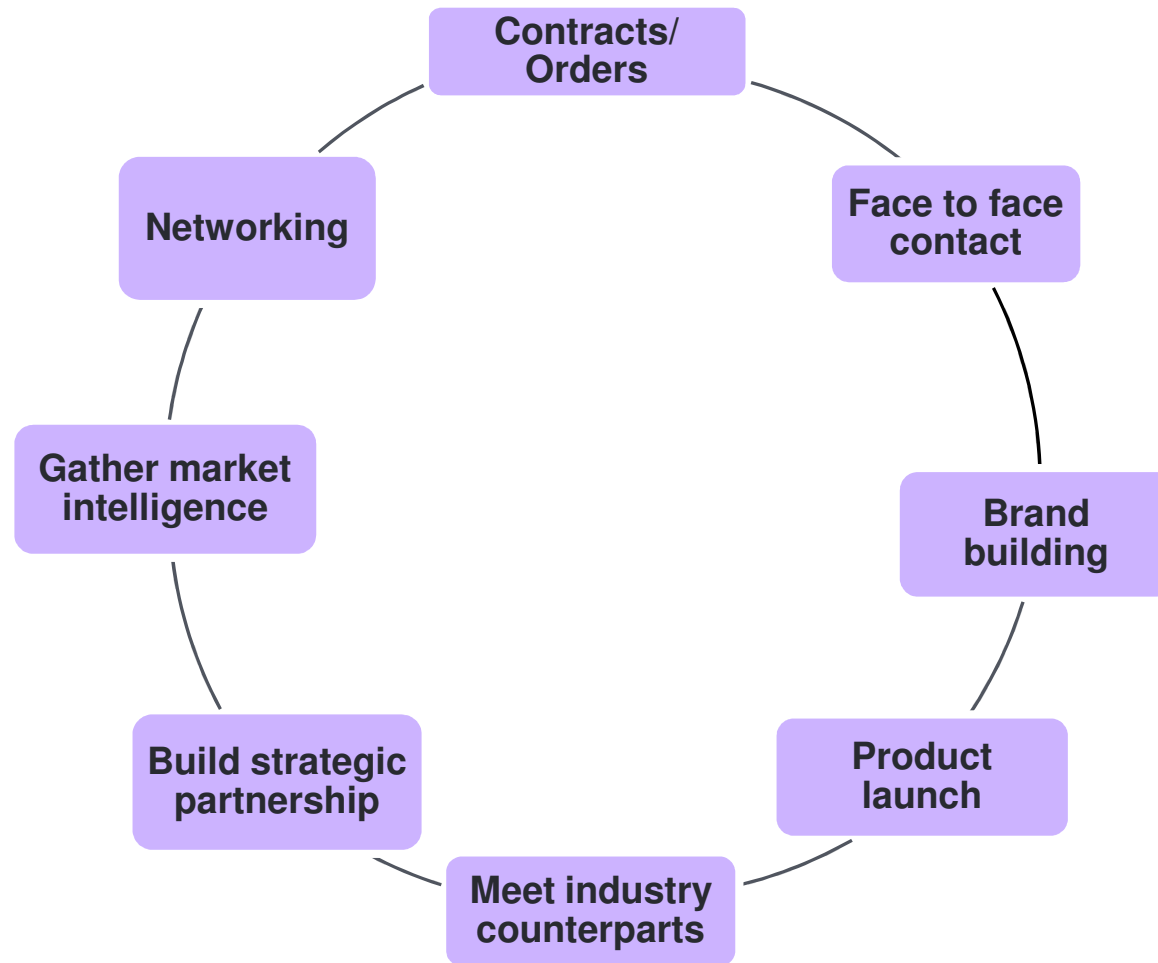 Contracts/
Orders
Face to face
contact
Networking
Gather market
intelligence
Brand
building
Build strategic
partnership
Product
launch
Meet industry
counterparts